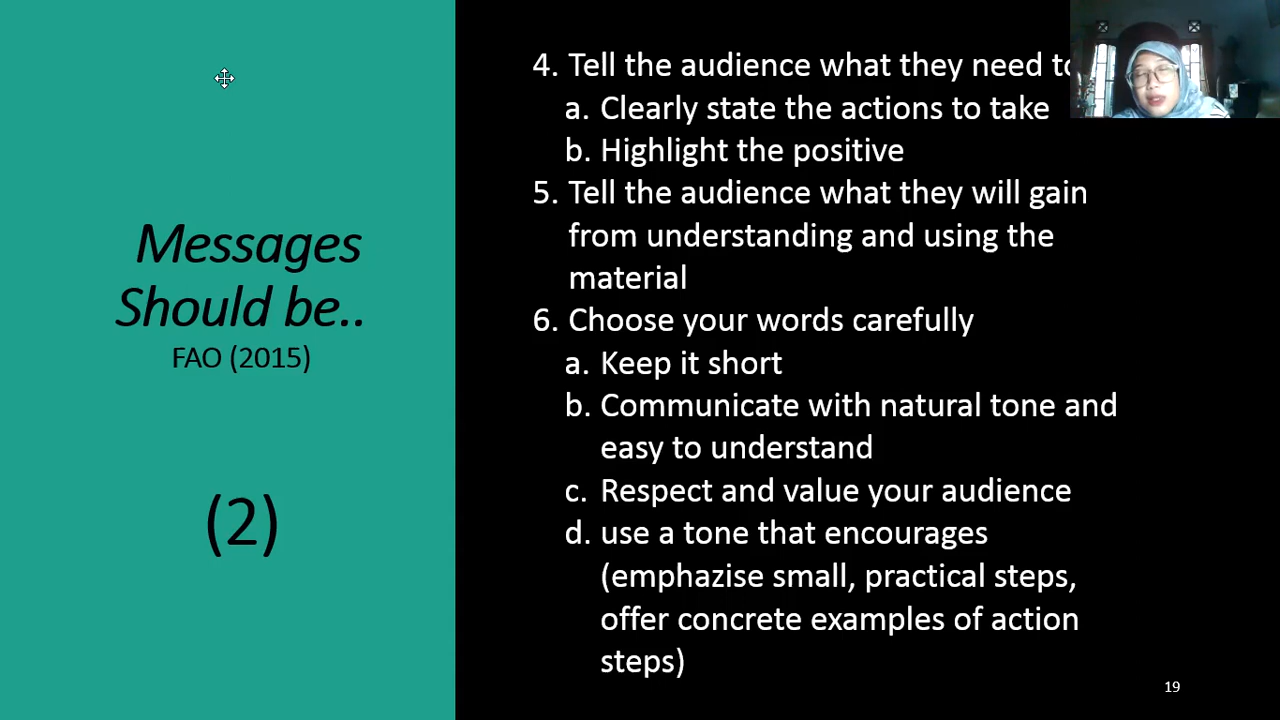 Messages
Should be..
FAO (2015)
(2)
4. Tell the audience what they need to
a. Clearly state the actions to take
b. Highlight the positive
5. Tell the audience what they will gain
from understanding and using the
material
6. Choose your words carefully
a. Keep it short
b. Communicate with natural tone and
easy to understand
c. Respect and value your audience
d. use a tone that encourages
(emphazise small, practical steps,
offer concrete examples of action
steps)
19